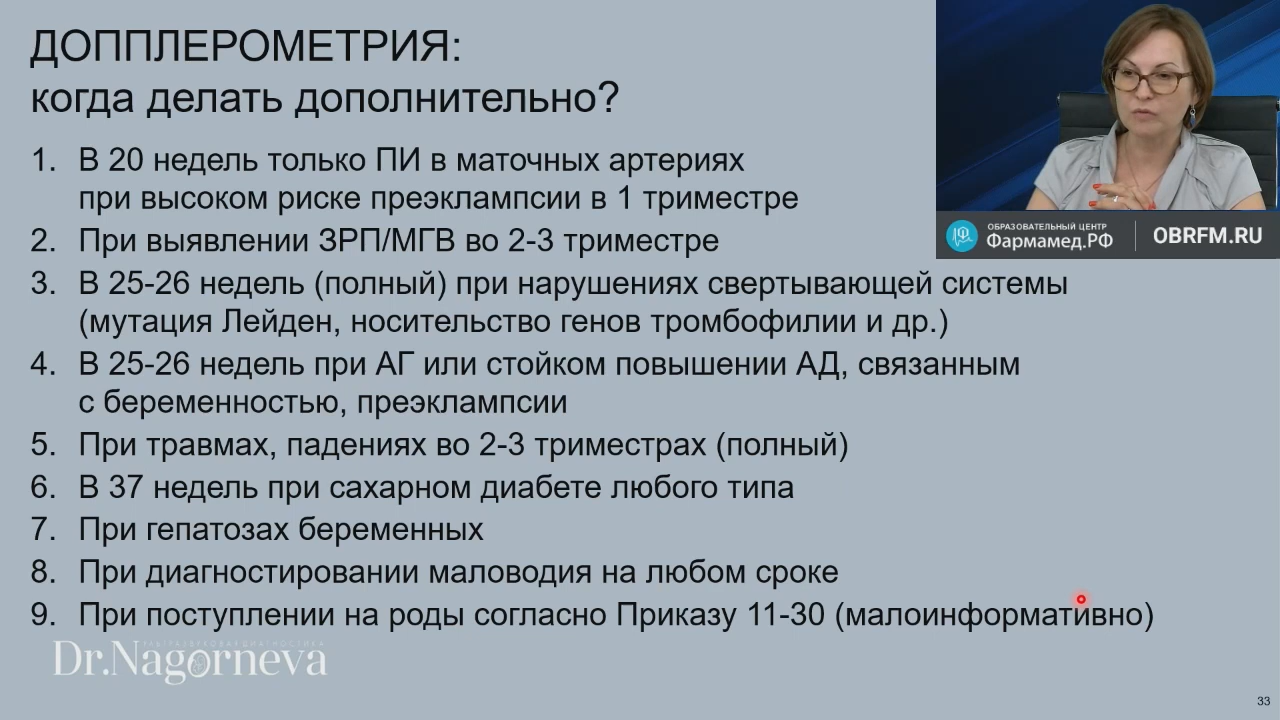 ДОППЛЕРОМЕТРИЯ:
когда делать дополнительно?
1. В 20 недель только ПИ в маточных артериях
при высоком риске преэклампсии в 1 триместре
2. При выявлении ЗРП/МГВ во 2-3 триместре
3. В 25-26 недель (полный) при нарушениях свертывающей системы
(мутация Лейден, носительство генов тромбофилии и др.)
4. В 25-26 недель при АГ или стойком повышении АД, связанным
с беременностью, преэклампсии
5. При травмах, падениях во 2-3 триместрах (полный)
6. В 37 недель при сахарном диабете любого типа
7. При гепатозах беременных
8. При диагностировании маловодия на любом сроке
9. При поступлении на роды согласно Приказу 11-30 (малоинформативно)
ОБРАЗОВАТЕЛЬНЫЙ ЦЕНТР
Фармамед.РФ
OBRFM.RU
УЛЬТРАЗВУКОВАЯ ДИАГНОСТИКА
Dr.Nagorneva
33